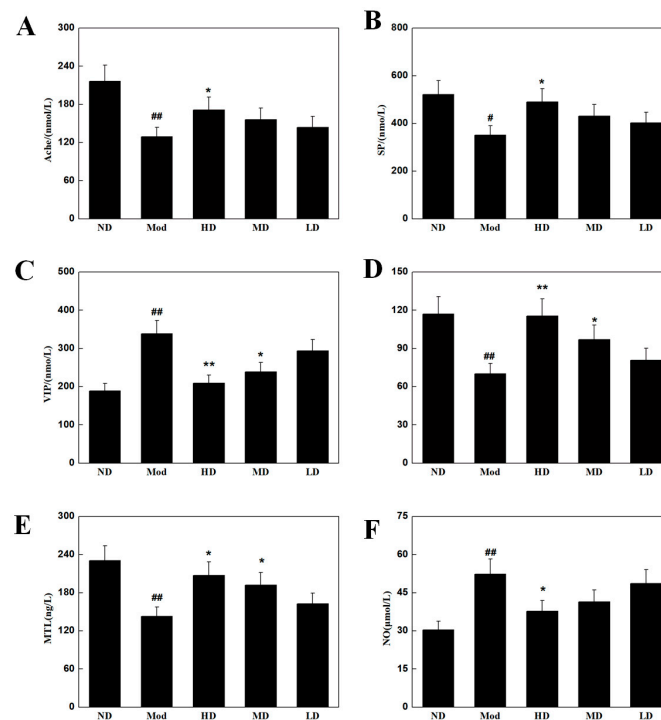 A
300
240
180
120
60
0
Ache/(nmol/L)
##
*
ND Mod HD MD LD
B
800
600
400
200
0
SP/(nmo/L)
#
*
ND Mod HD MD LD
C
500
400
300
200
100
0
VIP/(nmo/L)
##
**
*
ND Mod HD MD LD
D
150
120
90
60
30
0
##
**
*
ND Mod HD MD LD
E
300
240
180
120
60
0
MTL(ng/L)
##
*
*
ND Mod HD MD LD
F
75
60
45
30
15
0
NO(μmol/L)
##
*
ND Mod HD MD LD